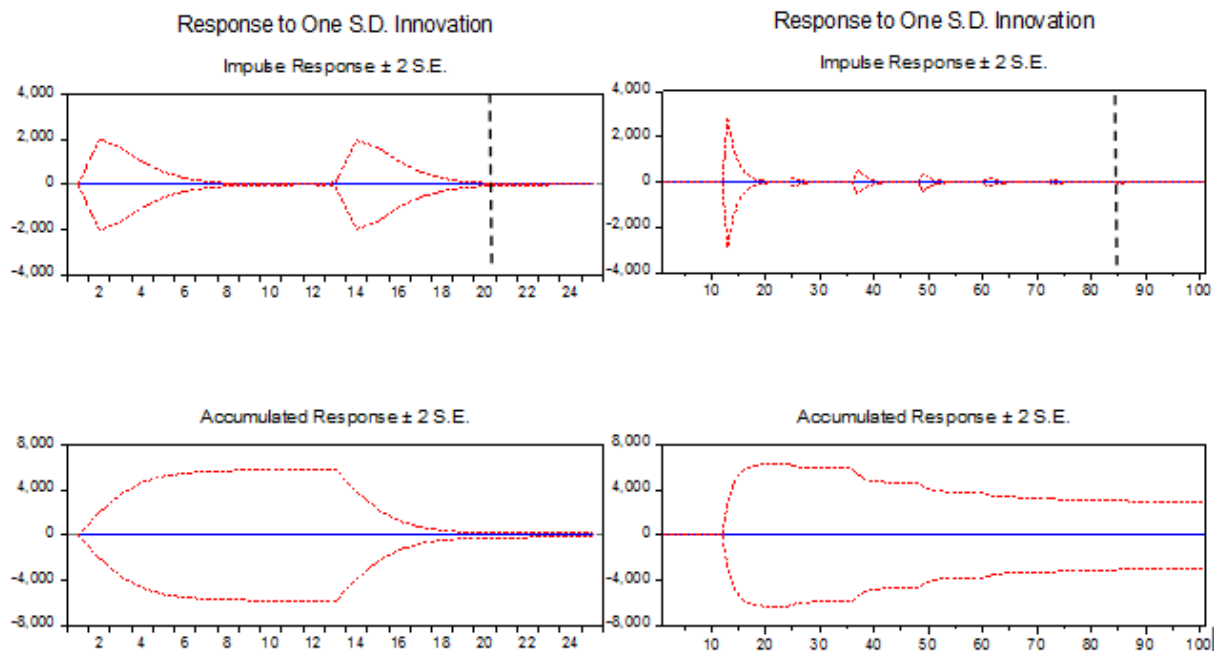 Response to One S.D. Innovation
Impulse Response ± 2 S.E.
4,000
2,000
0
-2,000
-4,000
2 4 6 8 10 12 14 16 18 20 22 24
Response to One S.D. Innovation
Impulse Response ± 2 S.E.
4,000
2,000
0
-2,000
-4,000
10 20 30 40 50 60 70 80 90 100
Accumulated Response ± 2 S.E.
8,000
4,000
0
-4,000
-8,000
2 4 6 8 10 12 14 16 18 20 22 24
Accumulated Response ± 2 S.E.
8,000
4,000
0
-4,000
-8,000
10 20 30 40 50 60 70 80 90 100